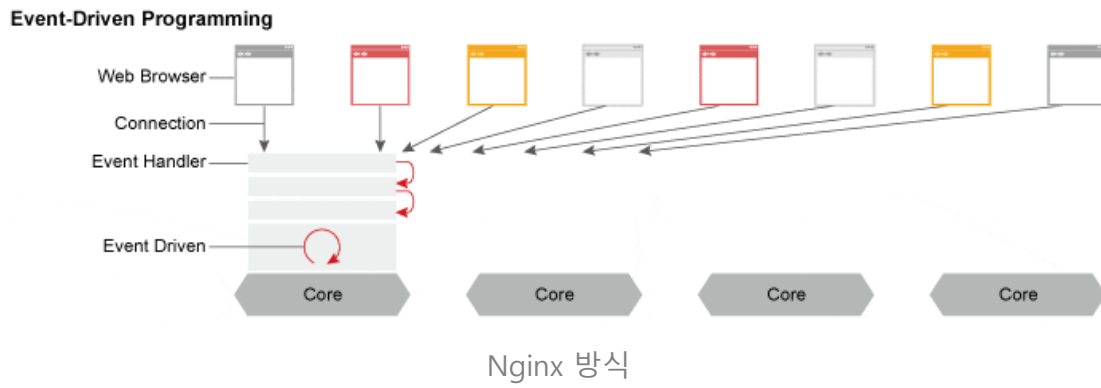 Event-Driven Programming
Web Browser
Connection
Event Handler
Event Driven
Core Core Core Core
Nginx 방식